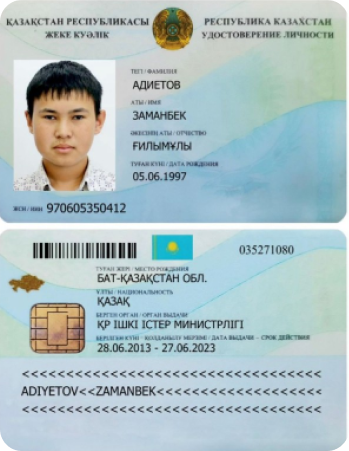 ҚАЗАҚСТАН РЕСПУБЛИКАСЫ
ЖЕКЕ КУӘЛІК
РЕСПУБЛИКА КАЗАХСТАН
УДОСТОВЕРЕНИЕ ЛИЧНОСТИ
ТЕГІ / ФАМИЛИЯ
АДИЕТОВ
АТЫ / ИМЯ
ЗАМАНБЕК
ӘКЕСІНІҢ АТЫ / ОТЧЕСТВО
ҒИЛЫМҰЛЫ
ТУҒАН КҮНІ / ДАТА РОЖДЕНИЯ
05.06.1997
ЖСН / ИИН 970605350412
035271080
ТУҒАН ЖЕРІ / МЕСТО РОЖДЕНИЯ
БАТ-ҚАЗАҚСТАН ОБЛ.
ҰЛТЫ / НАЦИОНАЛЬНОСТЬ
ҚАЗАҚ
БЕРГЕН ОРГАН / ОРГАН ВЫДАЧИ
ҚР ІШКІ ІСТЕР МИНИСТРЛІГІ
БЕРІЛГЕН КҮНІ - ҚОЛДАНЫЛУ МЕРЗІМІ / ДАТА ВЫДАЧИ - СРОК ДЕЙСТВИЯ
28.06.2013 - 27.06.2023
<<<<<<<<<<<<<<<<<<<<<<<<<<<<<<
ADIYETOV<<ZAMANBEK<<<<<<<<<<<<
<<<<<<<<<<<<<<<<<<<<<<<<<<<<<<